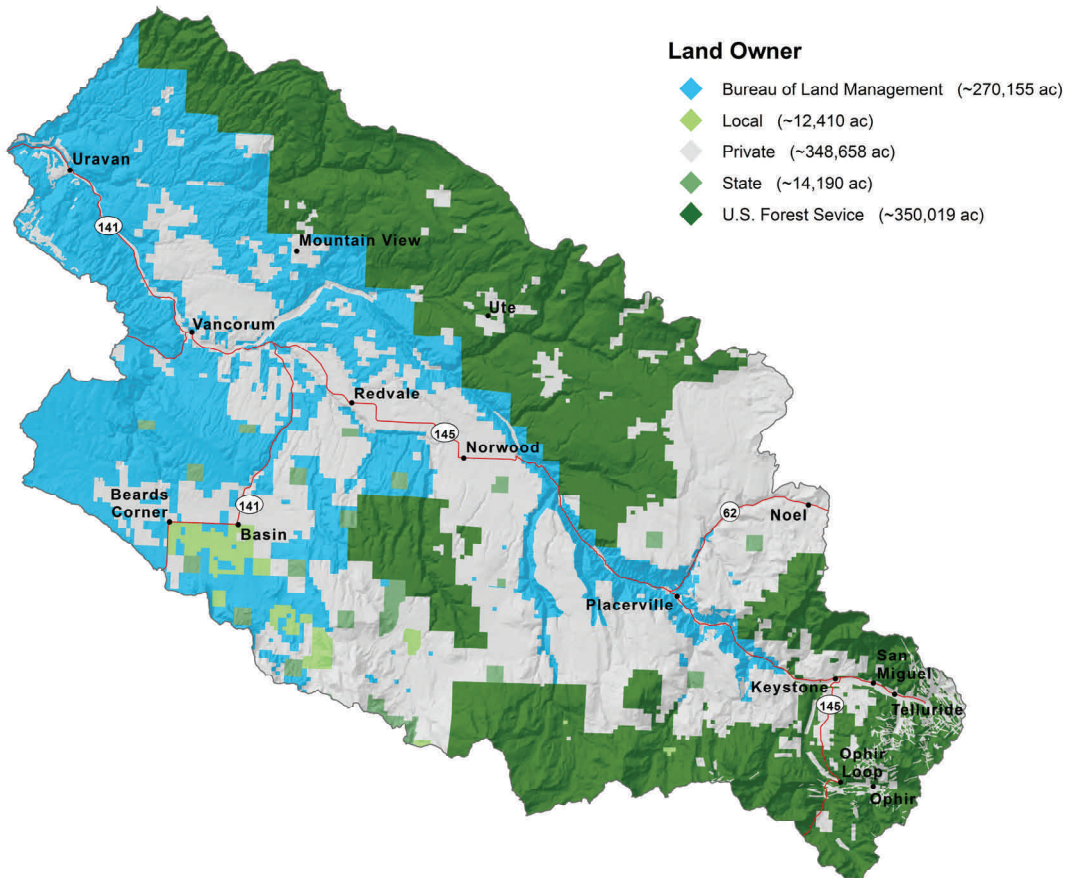 Land Owner
Bureau of Land Management (~270,155 ac)
Local (~12,410 ac)
Private (~348,658 ac)
State (~14,190 ac)
U.S. Forest Sevice (~350,019 ac)
Uravan
141
Mountain View
Ute
Vancorum
Redvale
145
Norwood
Beards
Corner
141
Basin
62
Noel
Placerville
San
Miguel
Keystone
Telluride
145
Ophir
Loop
Ophir